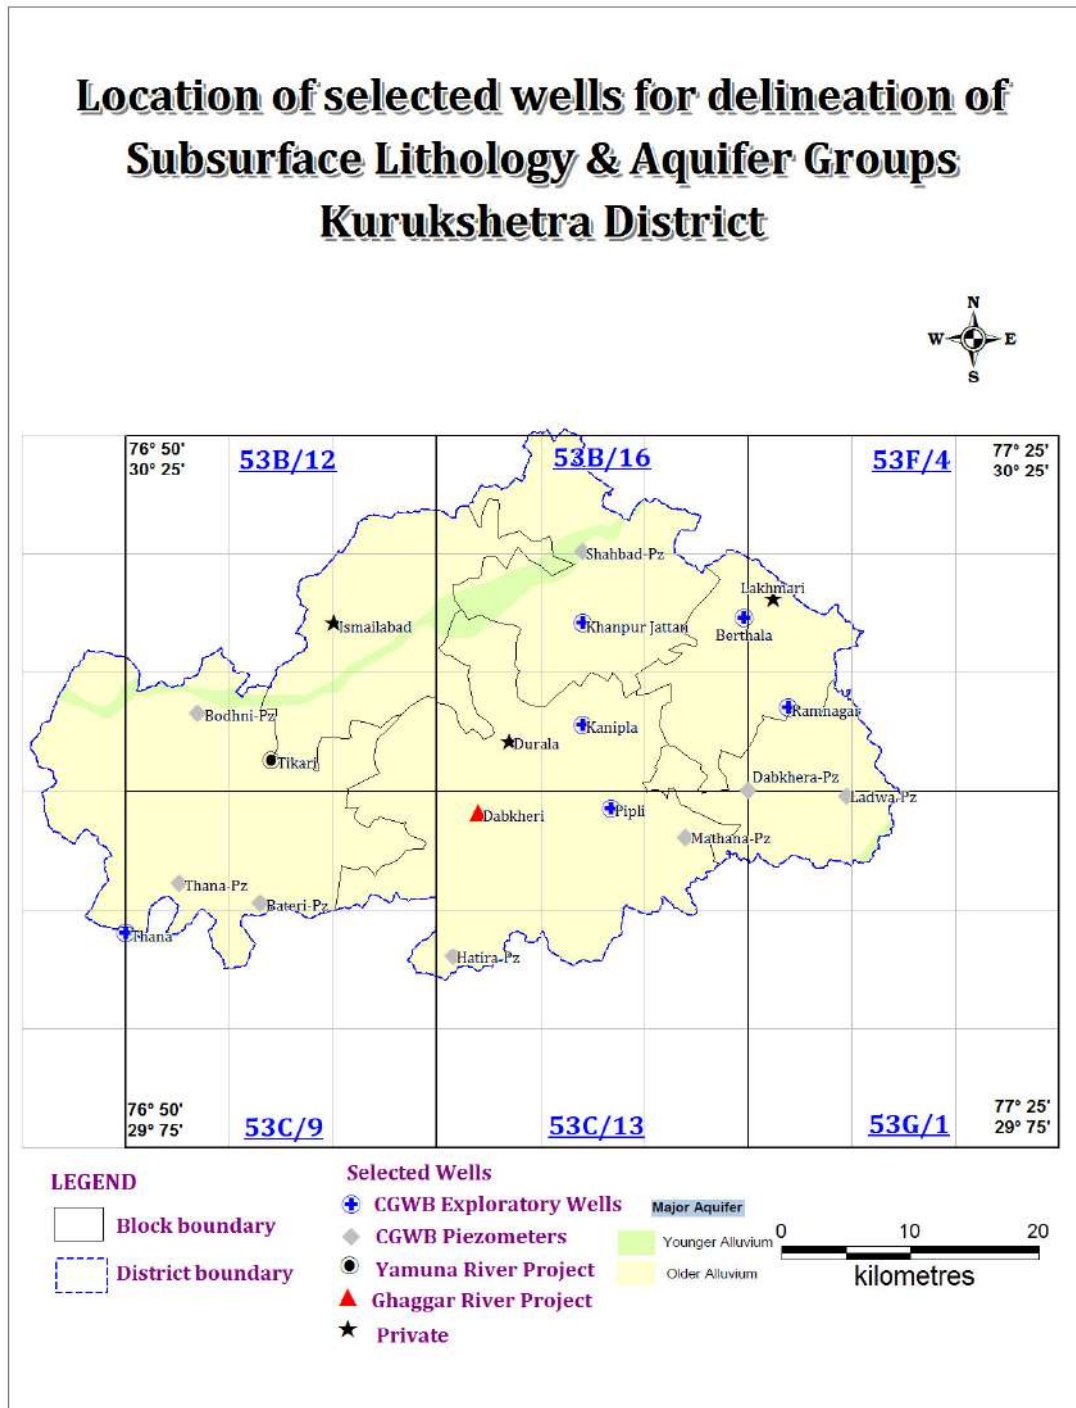 Location of selected wells for delineation of
Subsurface Lithology & Aquifer Groups
Kurukshetra District
N
W E
S
76° 50'
30° 25'
53B/12
53B/16
53F/4
77° 25'
30° 25'
Shahbad-Pz
Lakhmari
Ismailabad
Khanpur Jattan
Berthala
Bodhni-Pz
Ramnagar
Kanipla
Durala
Tikari
Dabkhera-Pz
Ladwa-Pz
Dabkheri
Pipli
Mathana-Pz
Thana-Pz
Bateri-Pz
Thana
Hatira-Pz
76° 50'
29° 75'
53C/9
53C/13
53G/1
77° 25'
29° 75'
LEGEND
Block boundary
District boundary
Selected Wells
CGWB Exploratory Wells
CGWB Piezometers
Yamuna River Project
Ghaggar River Project
Private
Major Aquifer
Younger Alluvium
Older Alluvium
0 10 20
kilometres